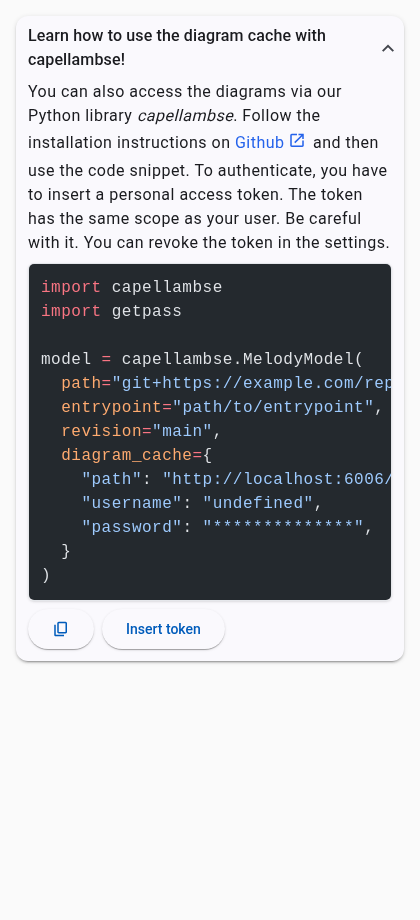 Learn how to use the diagram cache with
capellambse!
You can also access the diagrams via our
Python library capellambse. Follow the
installation instructions on Github and then
use the code snippet. To authenticate, you have
to insert a personal access token. The token
has the same scope as your user. Be careful
with it. You can revoke the token in the settings.
import capellambse
import getpass
model = capellambse.MelodyModel(
  path="git+https://example.com/rep
  entrypoint="path/to/entrypoint",
  revision="main",
  diagram_cache={
    "path": "http://localhost:6006/
    "username": "undefined",
    "password": "**************",
  }
)
Insert token